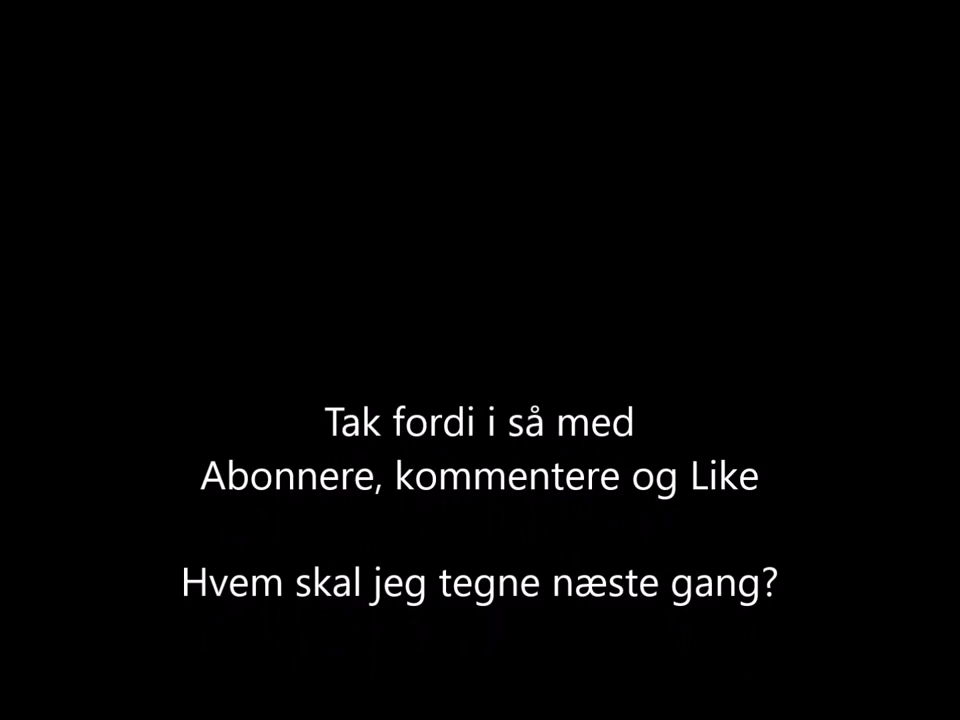 Tak fordi i så med
Abonnere, kommentere og Like
Hvem skal jeg tegne næste gang?